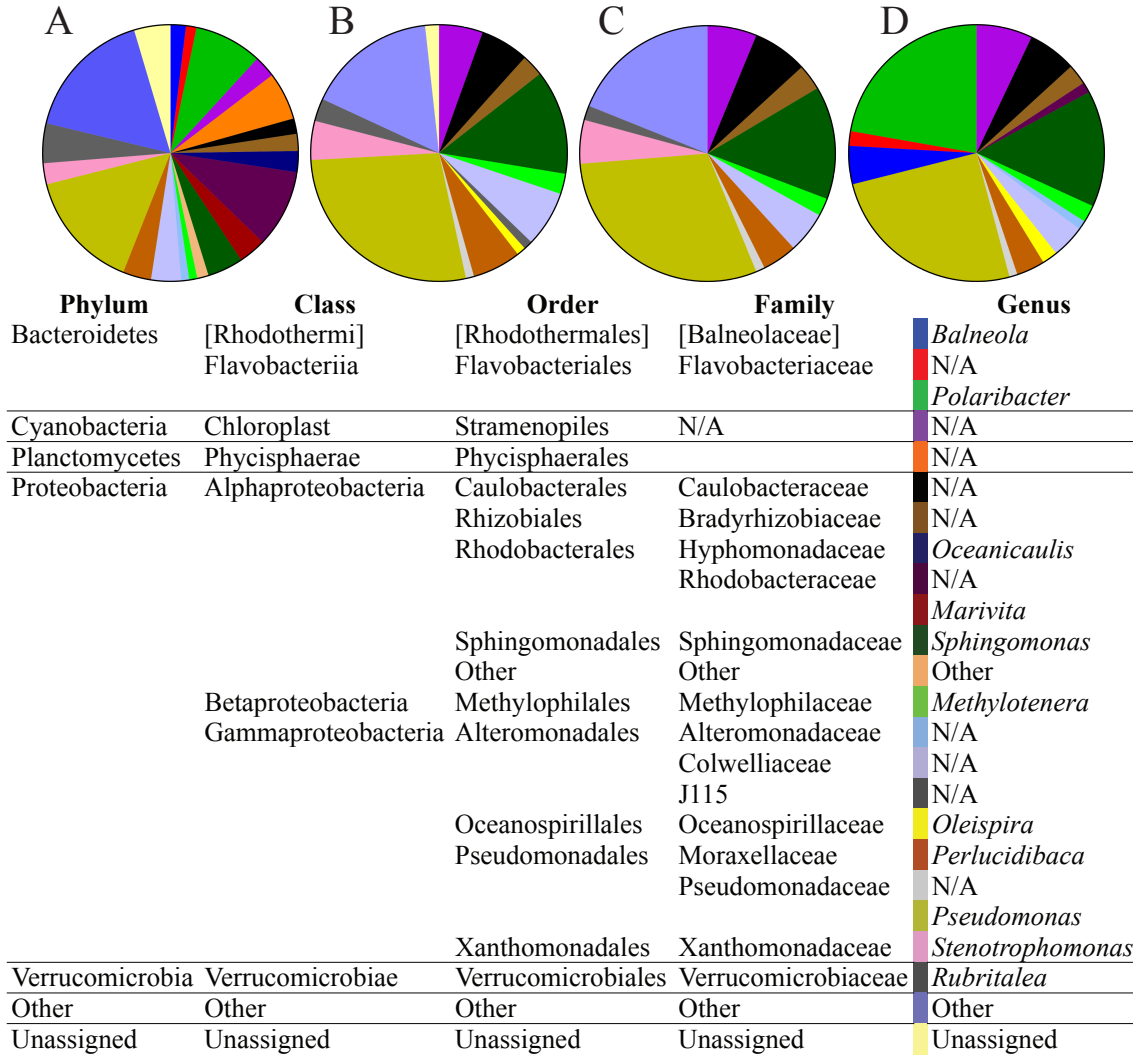 A B C D
Phylum Class Order Family Genus
Bacteroidetes [Rhodothermi] [Rhodothermales] [Balneolaceae] Balneola
Flavobacteriia Flavobacteriales Flavobacteriaceae N/A
Polaribacter
Cyanobacteria Chloroplast Stramenopiles N/A N/A
Planctomycetes Phycisphaerae Phycisphaerales N/A
Proteobacteria Alphaproteobacteria Caulobacterales Caulobacteraceae N/A
Rhizobiales Bradyrhizobiaceae N/A
Rhodobacterales Hyphomonadaceae Oceanicaulis
Rhodobacteraceae N/A
Marivita
Sphingomonadales Sphingomonadaceae Sphingomonas
Other Other Other
Betaproteobacteria Methylophilales Methylophilaceae Methylotenera
Gammaproteobacteria Alteromonadales Alteromonadaceae N/A
Colwelliaceae N/A
J115 N/A
Oceanospirillales Oceanospirillaceae Oleispira
Pseudomonadales Moraxellaceae Perlucidibaca
Pseudomonadaceae N/A
Pseudomonas
Xanthomonadales Xanthomonadaceae Stenotrophomonas
Verrucomicrobia Verrucomicrobiae Verrucomicrobiales Verrucomicrobiaceae Rubritalea
Other Other Other Other Other
Unassigned Unassigned Unassigned Unassigned Unassigned